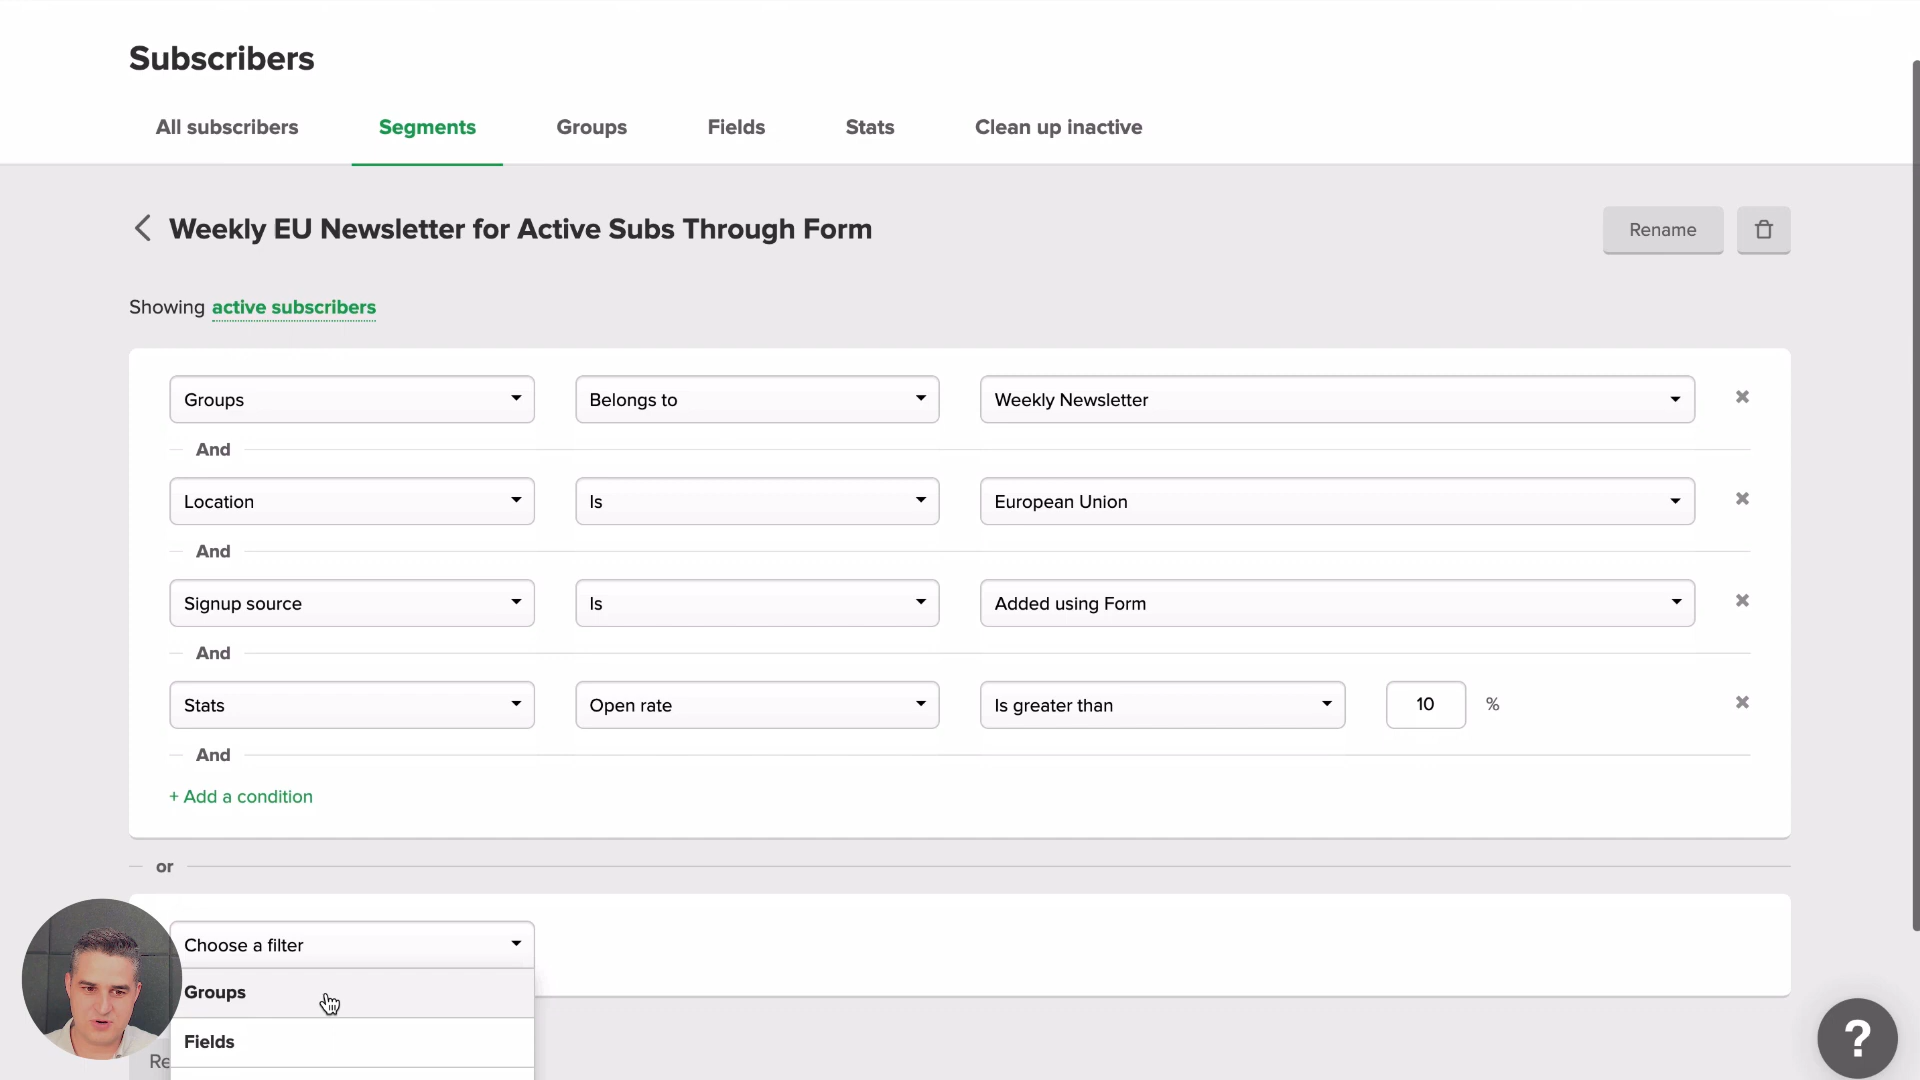 Subscribers
All subscribers Segments Groups Fields Stats Clean up inactive
Weekly EU Newsletter for Active Subs Through Form
Rename
Showing active subscribers
Groups Belongs to Weekly Newsletter
And
Location Is European Union
And
Signup source Is Added using Form
And
Stats Open rate Is greater than 10 %
And
+ Add a condition
or
Choose a filter
Groups
Fields
Re
?